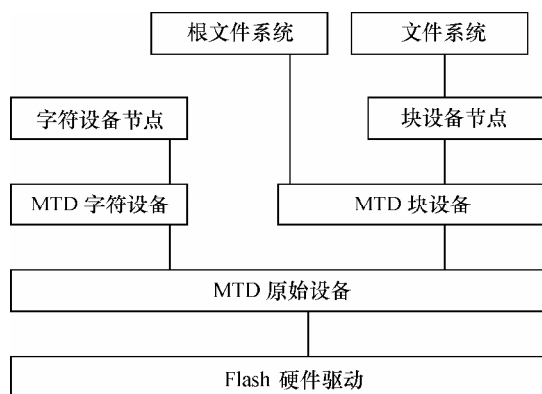 根文件系统
文件系统
字符设备节点
块设备节点
MTD 字符设备
MTD 块设备
MTD 原始设备
Flash 硬件驱动